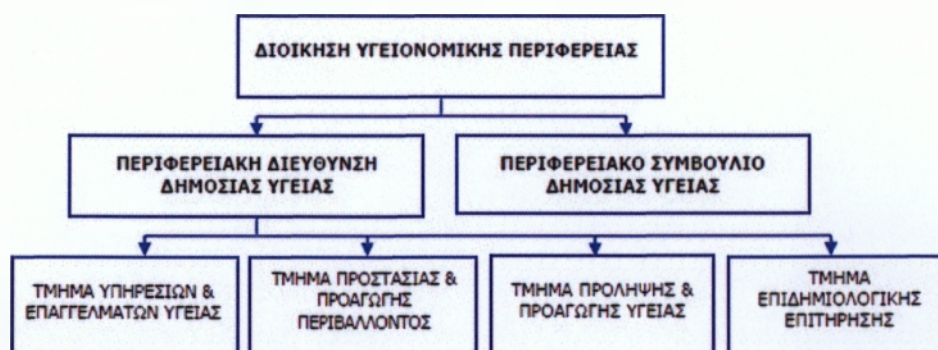 ΔΙΟΙΚΗΣΗ ΥΓΕΙΟΝΟΜΙΚΗΣ ΠΕΡΙΦΕΡΕΙΑΣ
ΠΕΡΙΦΕΡΕΙΑΚΗ ΔΙΕΥΘΥΝΣΗ
ΔΗΜΟΣΙΑΣ ΥΓΕΙΑΣ
ΠΕΡΙΦΕΡΕΙΑΚΟ ΣΥΜΒΟΥΛΙΟ
ΔΗΜΟΣΙΑΣ ΥΓΕΙΑΣ
ΤΜΗΜΑ ΥΠΗΡΕΣΙΩΝ &
ΕΠΑΓΓΕΛΜΑΤΩΝ ΥΓΕΙΑΣ
ΤΜΗΜΑ ΠΡΟΣΤΑΣΙΑΣ &
ΠΡΟΑΓΩΓΗΣ
ΠΕΡΙΒΑΛΛΟΝΤΟΣ
ΤΜΗΜΑ ΠΡΟΛΗΨΗΣ &
ΠΡΟΑΓΩΓΗΣ ΥΓΕΙΑΣ
ΤΜΗΜΑ
ΕΠΙΔΗΜΙΟΛΟΓΙΚΗΣ
ΕΠΙΤΗΡΗΣΗΣ